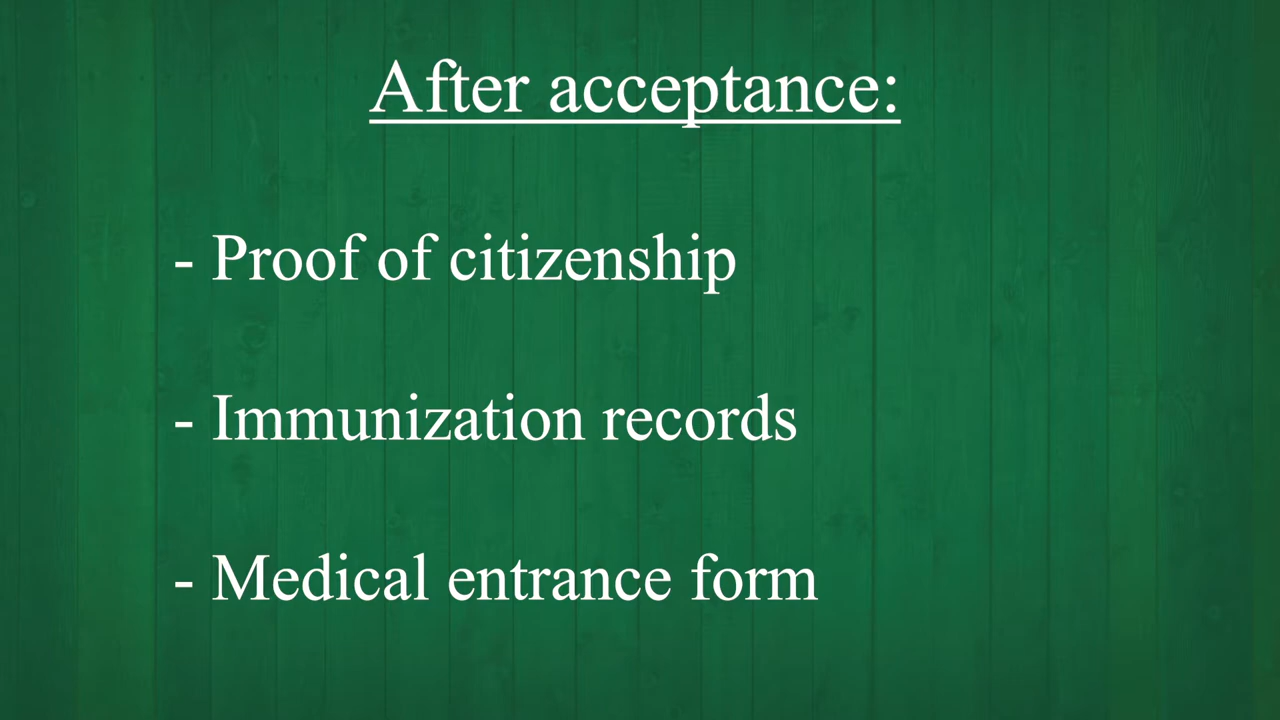 After acceptance:
- Proof of citizenship
- Immunization records
- Medical entrance form